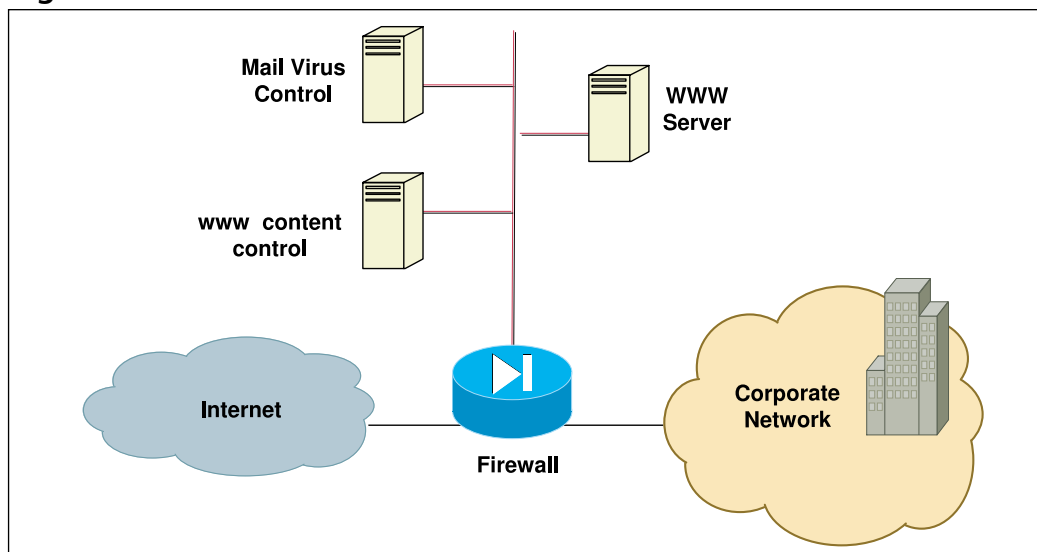 Mail Virus
Control
WWW
Server
www content
control
Internet
Corporate
Network
Firewall